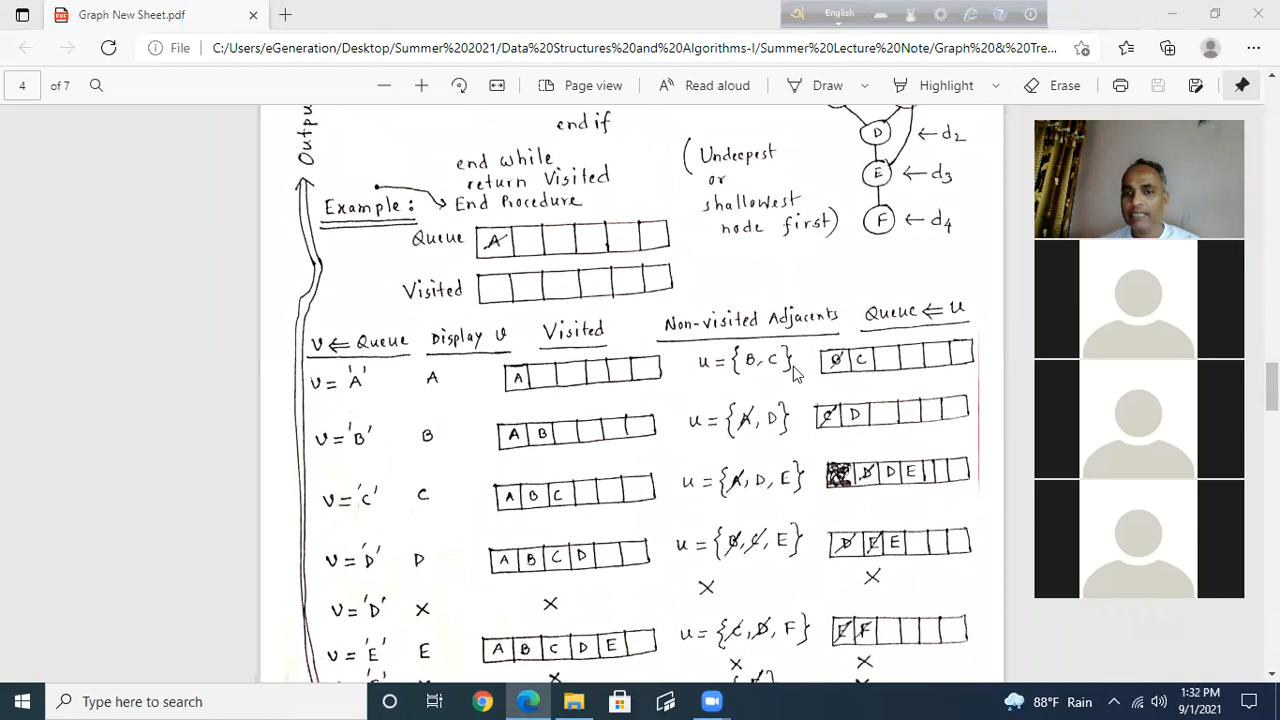 Graph New Sheet.pdf
English
File
C:/Users/eGeneration/Desktop/Summer%202021/Data%20Structures%20and%20Algorithms-I/Summer%20Lecture%20Note/Graph%20&%20Tre...
4 of 7
Page view
Read aloud
Draw
Highlight
Erase
end if
end while
return Visited
End Procedure
Example:
(Undeepest
or
shallowest
node first)
D ← d2
E ← d3
F ← d4
Queue A
Visited
v ⇐ Queue Display v Visited Non-visited Adjacents Queue ⇐ u
v = 'A' A A u = {B, C} B C
v = 'B' B A B u = {A, D} C D
v = 'C' C A B C u = {A, D, E} D D E
v = 'D' D A B C D u = {B, C, E} D E E
v = 'D' X X X X
v = 'E' E A B C D E u = {C, D, F} E F
X X
Type here to search
88°F Rain
1:32 PM
9/1/2021